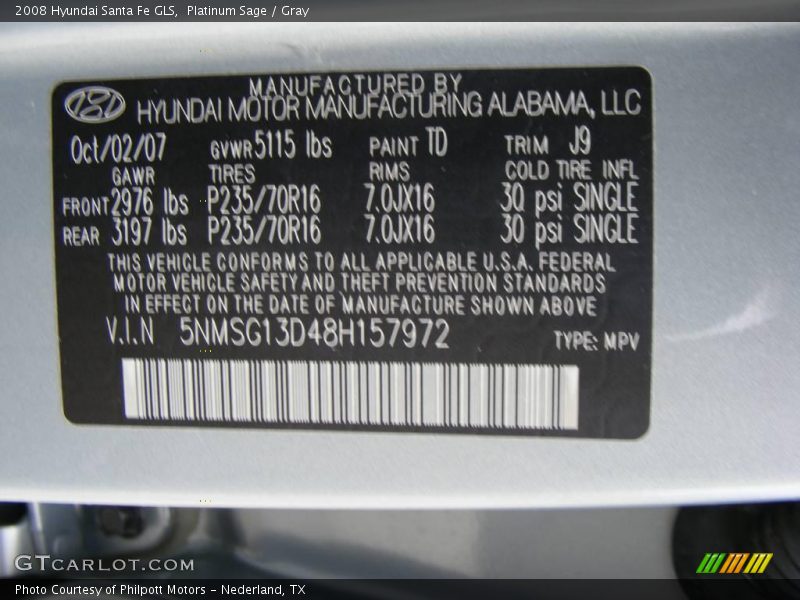 2008 Hyundai Santa Fe GLS,  Platinum Sage / Gray
MANUFACTURED BY
HYUNDAI MOTOR MANUFACTURING ALABAMA, LLC
Oct/02/07 GVWR 5115 lbs PAINT TD TRIM J9
GAWR TIRES RIMS COLD TIRE INFL
FRONT 2976 lbs P235/70R16 7.0JX16 30 psi SINGLE
REAR 3197 lbs P235/70R16 7.0JX16 30 psi SINGLE
THIS VEHICLE CONFORMS TO ALL APPLICABLE U.S.A. FEDERAL
MOTOR VEHICLE SAFETY AND THEFT PREVENTION STANDARDS
IN EFFECT ON THE DATE OF MANUFACTURE SHOWN ABOVE
V.I.N 5NMSG13D48H157972 TYPE: MPV
GTCARLOT.COM
Photo Courtesy of Philpott Motors - Nederland, TX